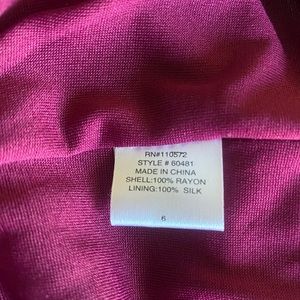 RN#110572
STYLE # 60481
MADE IN CHINA
SHELL:100% RAYON
LINING:100% SILK
6